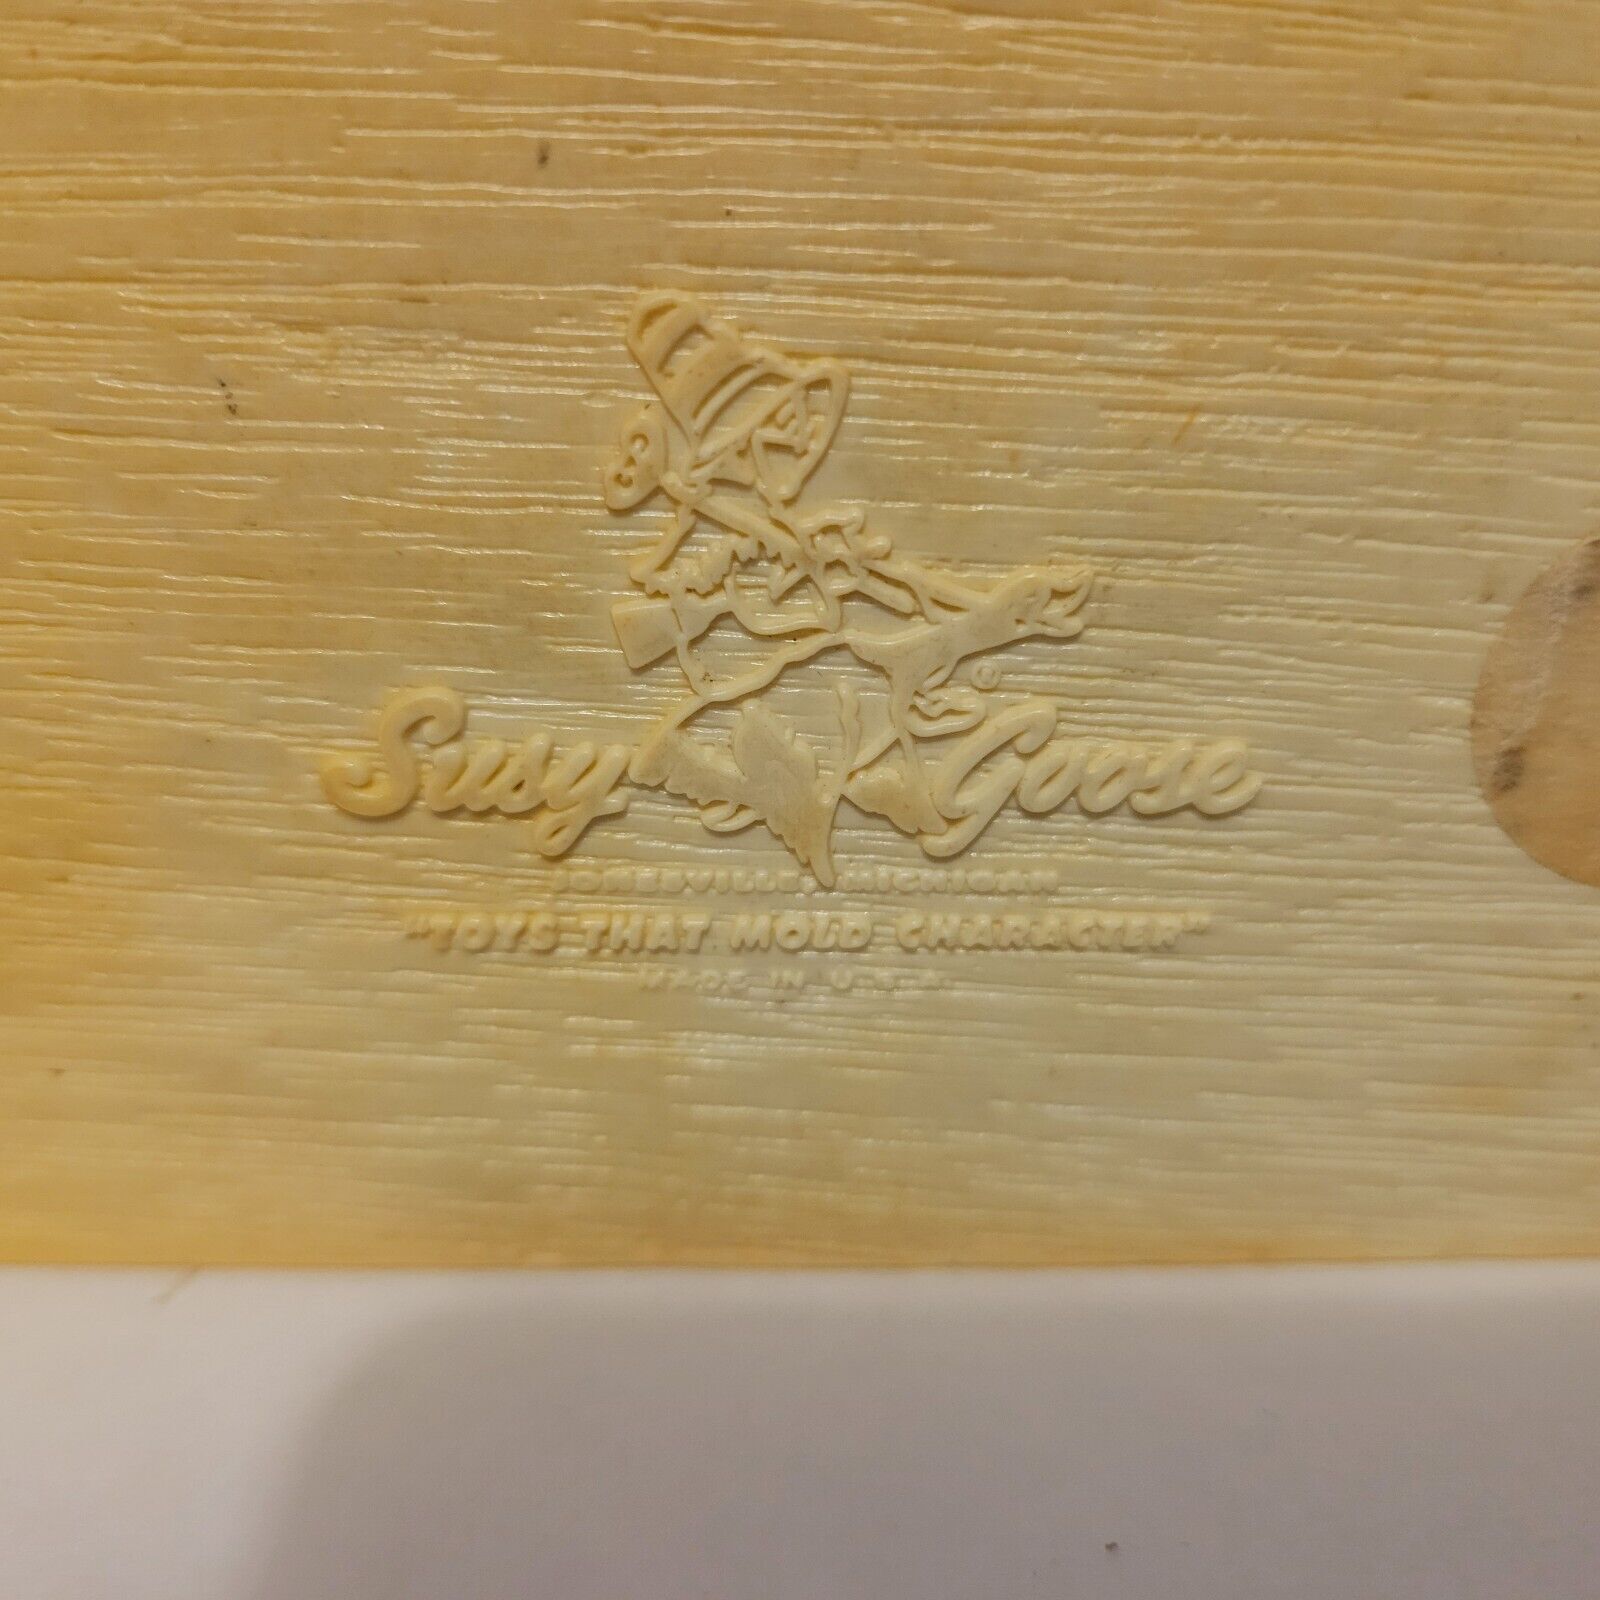 Susy Goose ®
JONESVILLE, MICHIGAN
"TOYS THAT MOLD CHARACTER"
MADE IN U.S.A.